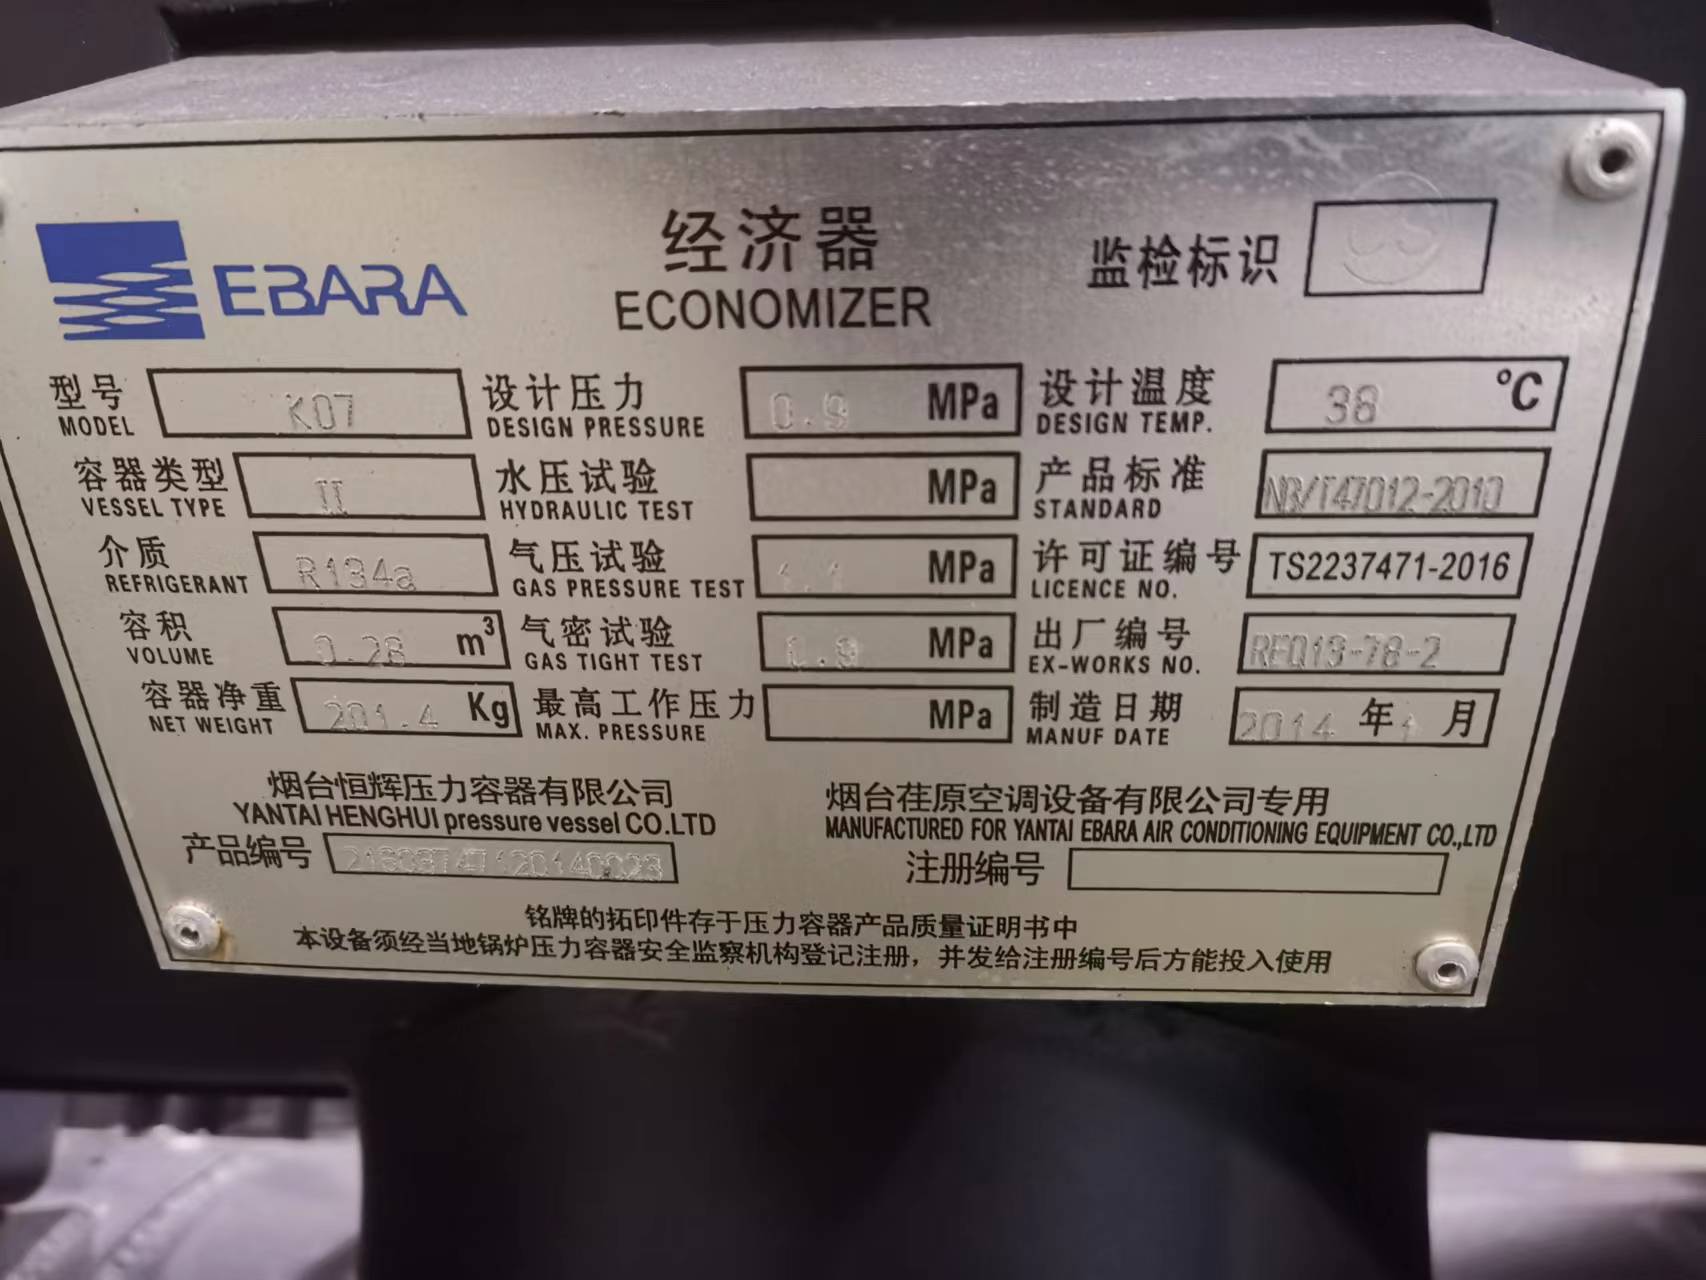 EBARA
经济器
ECONOMIZER
监检标识
型号 K07 设计压力 0.9 MPa 设计温度 38 ℃
MODEL DESIGN PRESSURE DESIGN TEMP.
容器类型 II 水压试验 MPa 产品标准 NB/T47012-2010
VESSEL TYPE HYDRAULIC TEST STANDARD
介质 R134a 气压试验 1.1 MPa 许可证编号 TS2237471-2016
REFRIGERANT GAS PRESSURE TEST LICENCE NO.
容积 0.28 m³ 气密试验 0.9 MPa 出厂编号
VOLUME GAS TIGHT TEST EX-WORKS NO.
容器净重 201.4 Kg 最高工作压力 MPa 制造日期 2014 年 1 月
NET WEIGHT MAX. PRESSURE MANUF DATE
烟台恒辉压力容器有限公司
YANTAI HENGHUI pressure vessel CO.LTD
产品编号
烟台荏原空调设备有限公司专用
MANUFACTURED FOR YANTAI EBARA AIR CONDITIONING EQUIPMENT CO.,LTD
注册编号
铭牌的拓印件存于压力容器产品质量证明书中
本设备须经当地锅炉压力容器安全监察机构登记注册，并发给注册编号后方能投入使用